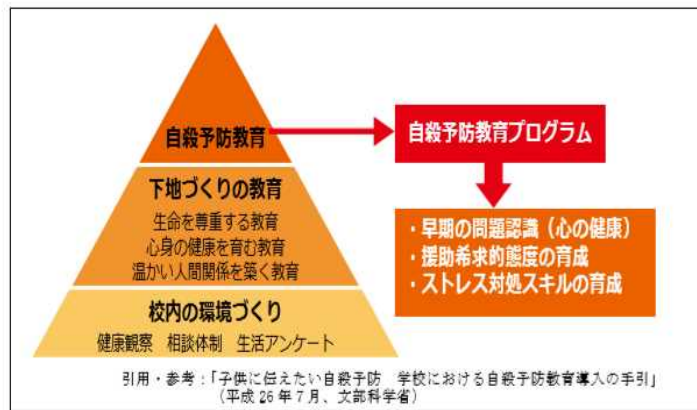 自殺予防教育
自殺予防教育プログラム
下地づくりの教育
生命を尊重する教育
心身の健康を育む教育
温かい人間関係を築く教育
・早期の問題認識（心の健康）
・援助希求的態度の育成
・ストレス対処スキルの育成
校内の環境づくり
健康観察 相談体制 生活アンケート
引用・参考：「子供に伝えたい自殺予防 学校における自殺予防教育導入の手引」
（平成26年7月、文部科学省）